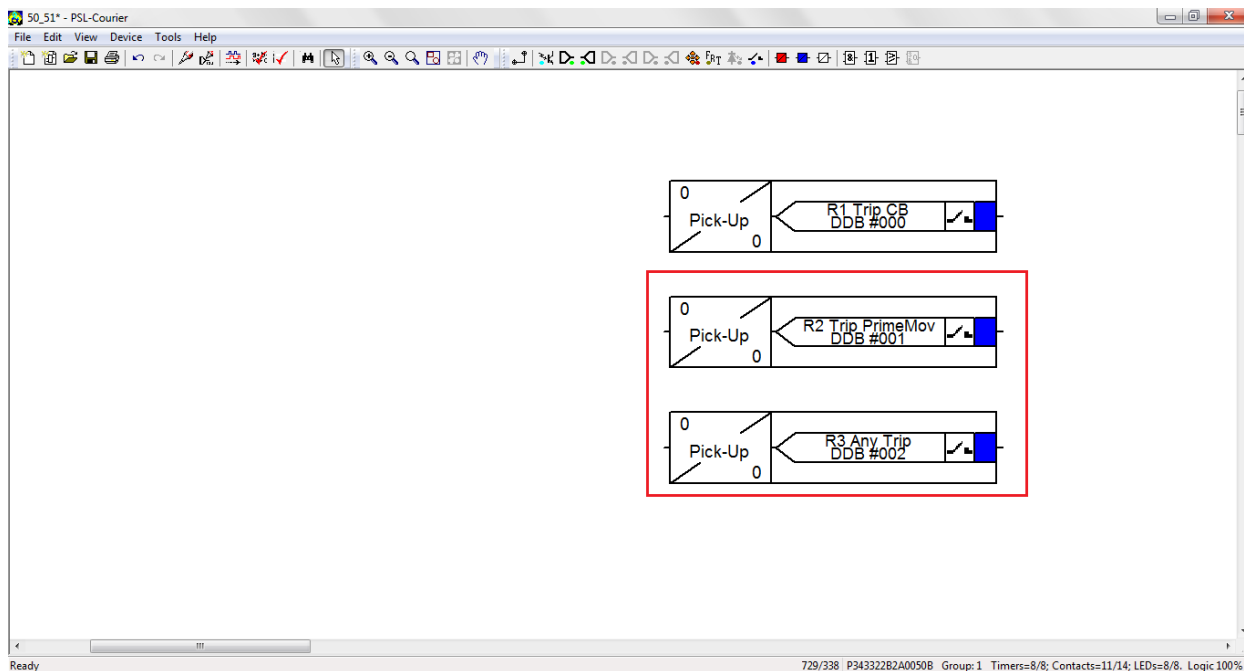 50_51* - PSL-Courier
File Edit View Device Tools Help
0
Pick-Up
0
R1 Trip CB
DDB #000
0
Pick-Up
0
R2 Trip PrimeMov
DDB #001
0
Pick-Up
0
R3 Any Trip
DDB #002
Ready
729/338 P343322B2A0050B Group: 1 Timers=8/8; Contacts=11/14; LEDs=8/8. Logic 100%